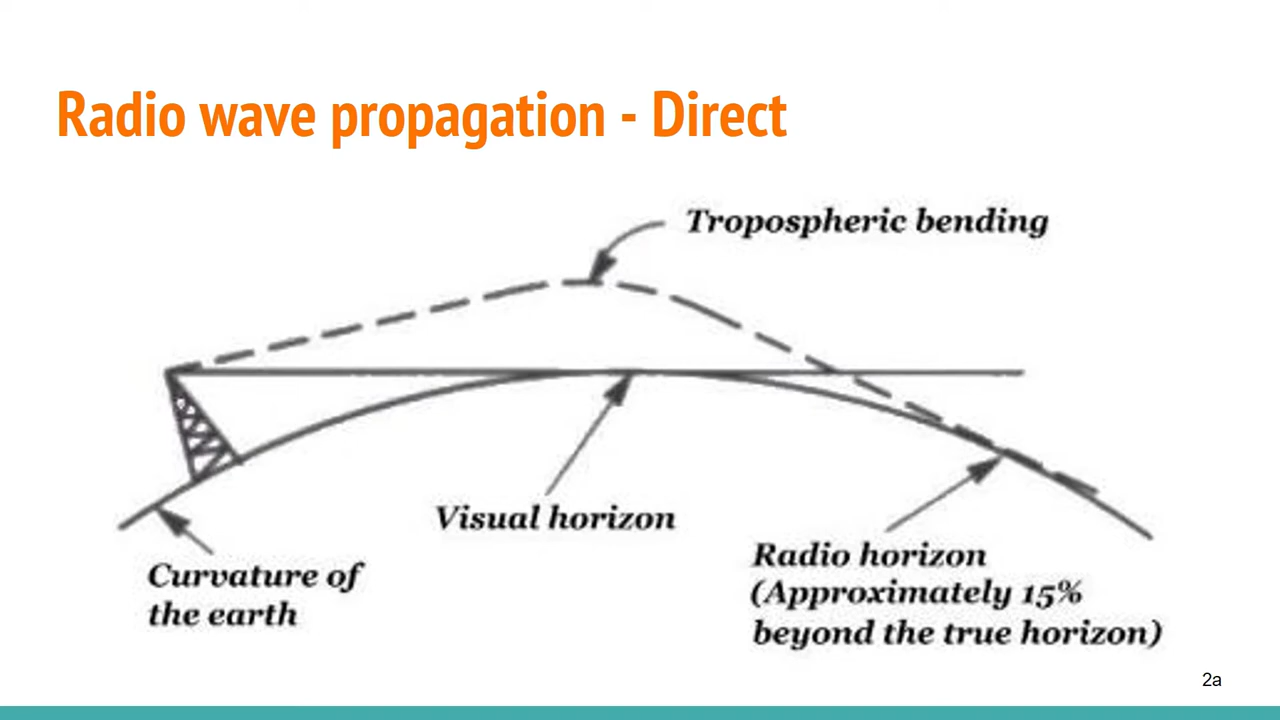 Radio wave propagation - Direct
Tropospheric bending
Visual horizon
Curvature of
the earth
Radio horizon
(Approximately 15%
beyond the true horizon)
2a